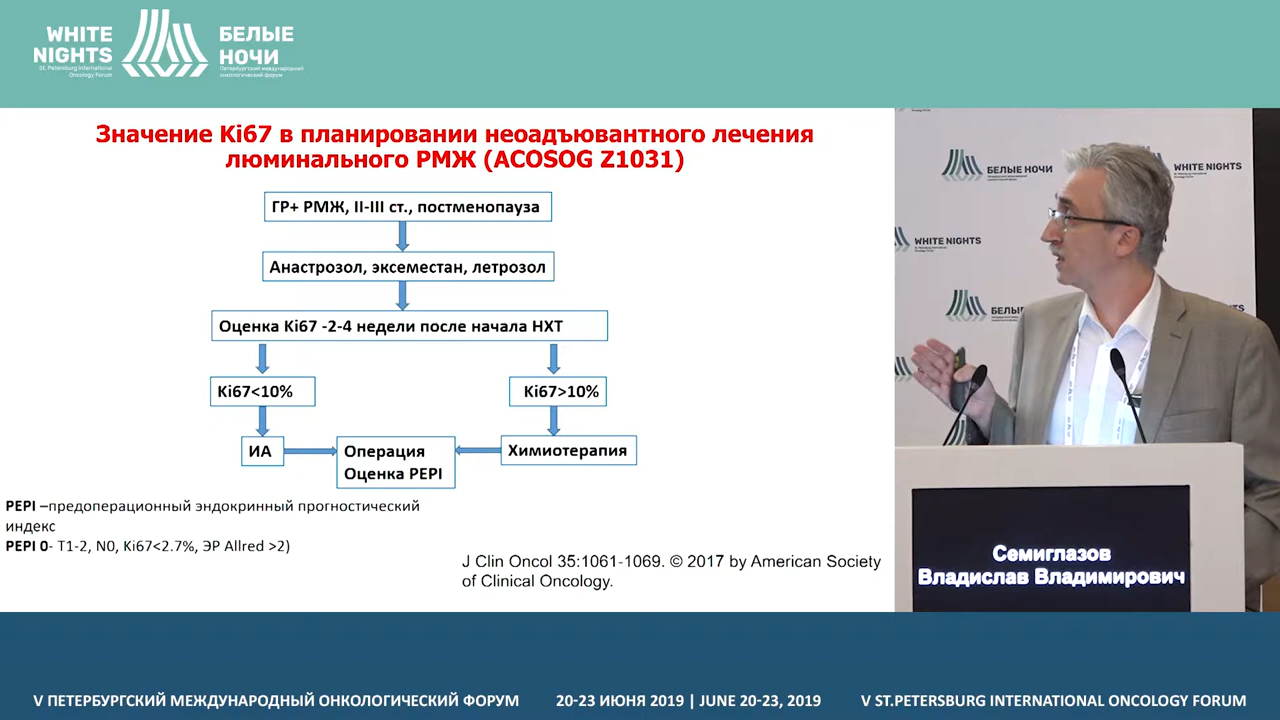 WHITE
NIGHTS
St. Petersburg International
Oncology Forum
БЕЛЫЕ
НОЧИ
Петербургский международный
онкологический форум
Значение Ki67 в планировании неоадъювантного лечения
люминального РМЖ (ACOSOG Z1031)
ГР+ РМЖ, II-III ст., постменопауза
Анастрозол, эксеместан, летрозол
Оценка Ki67 -2-4 недели после начала НХТ
Ki67<10%
Ki67>10%
ИА
Операция
Оценка PEPI
Химиотерапия
PEPI –предоперационный эндокринный прогностический
индекс
PEPI 0- T1-2, N0, Ki67<2.7%, ЭР Allred >2)
J Clin Oncol 35:1061-1069. © 2017 by American Society
of Clinical Oncology.
БЕЛЫЕ НОЧИ
WHITE NIGHTS
WHITE NIGHTS
Семиглазов
Владислав Владимирович
V ПЕТЕРБУРГСКИЙ МЕЖДУНАРОДНЫЙ ОНКОЛОГИЧЕСКИЙ ФОРУМ
20-23 ИЮНЯ 2019 | JUNE 20-23, 2019
V ST.PETERSBURG INTERNATIONAL ONCOLOGY FORUM